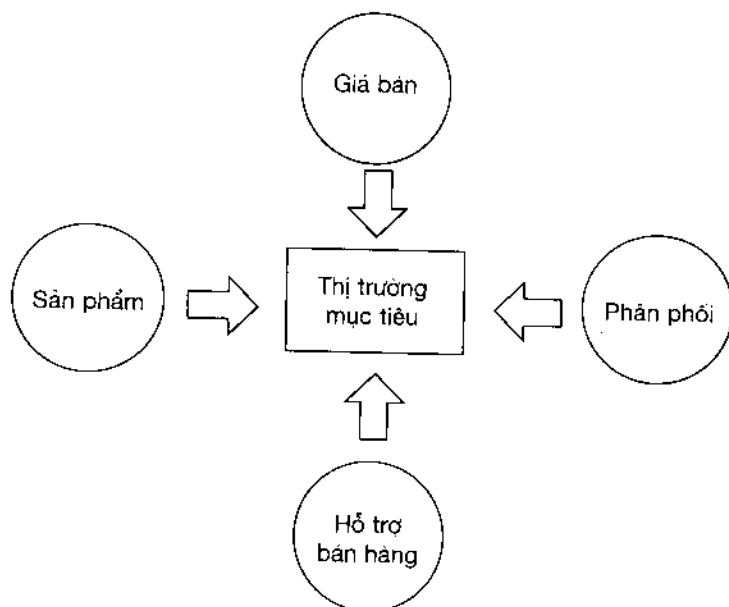 Giá bán
Sản phẩm
Thị trường
mục tiêu
Phân phối
Hỗ trợ
bán hàng